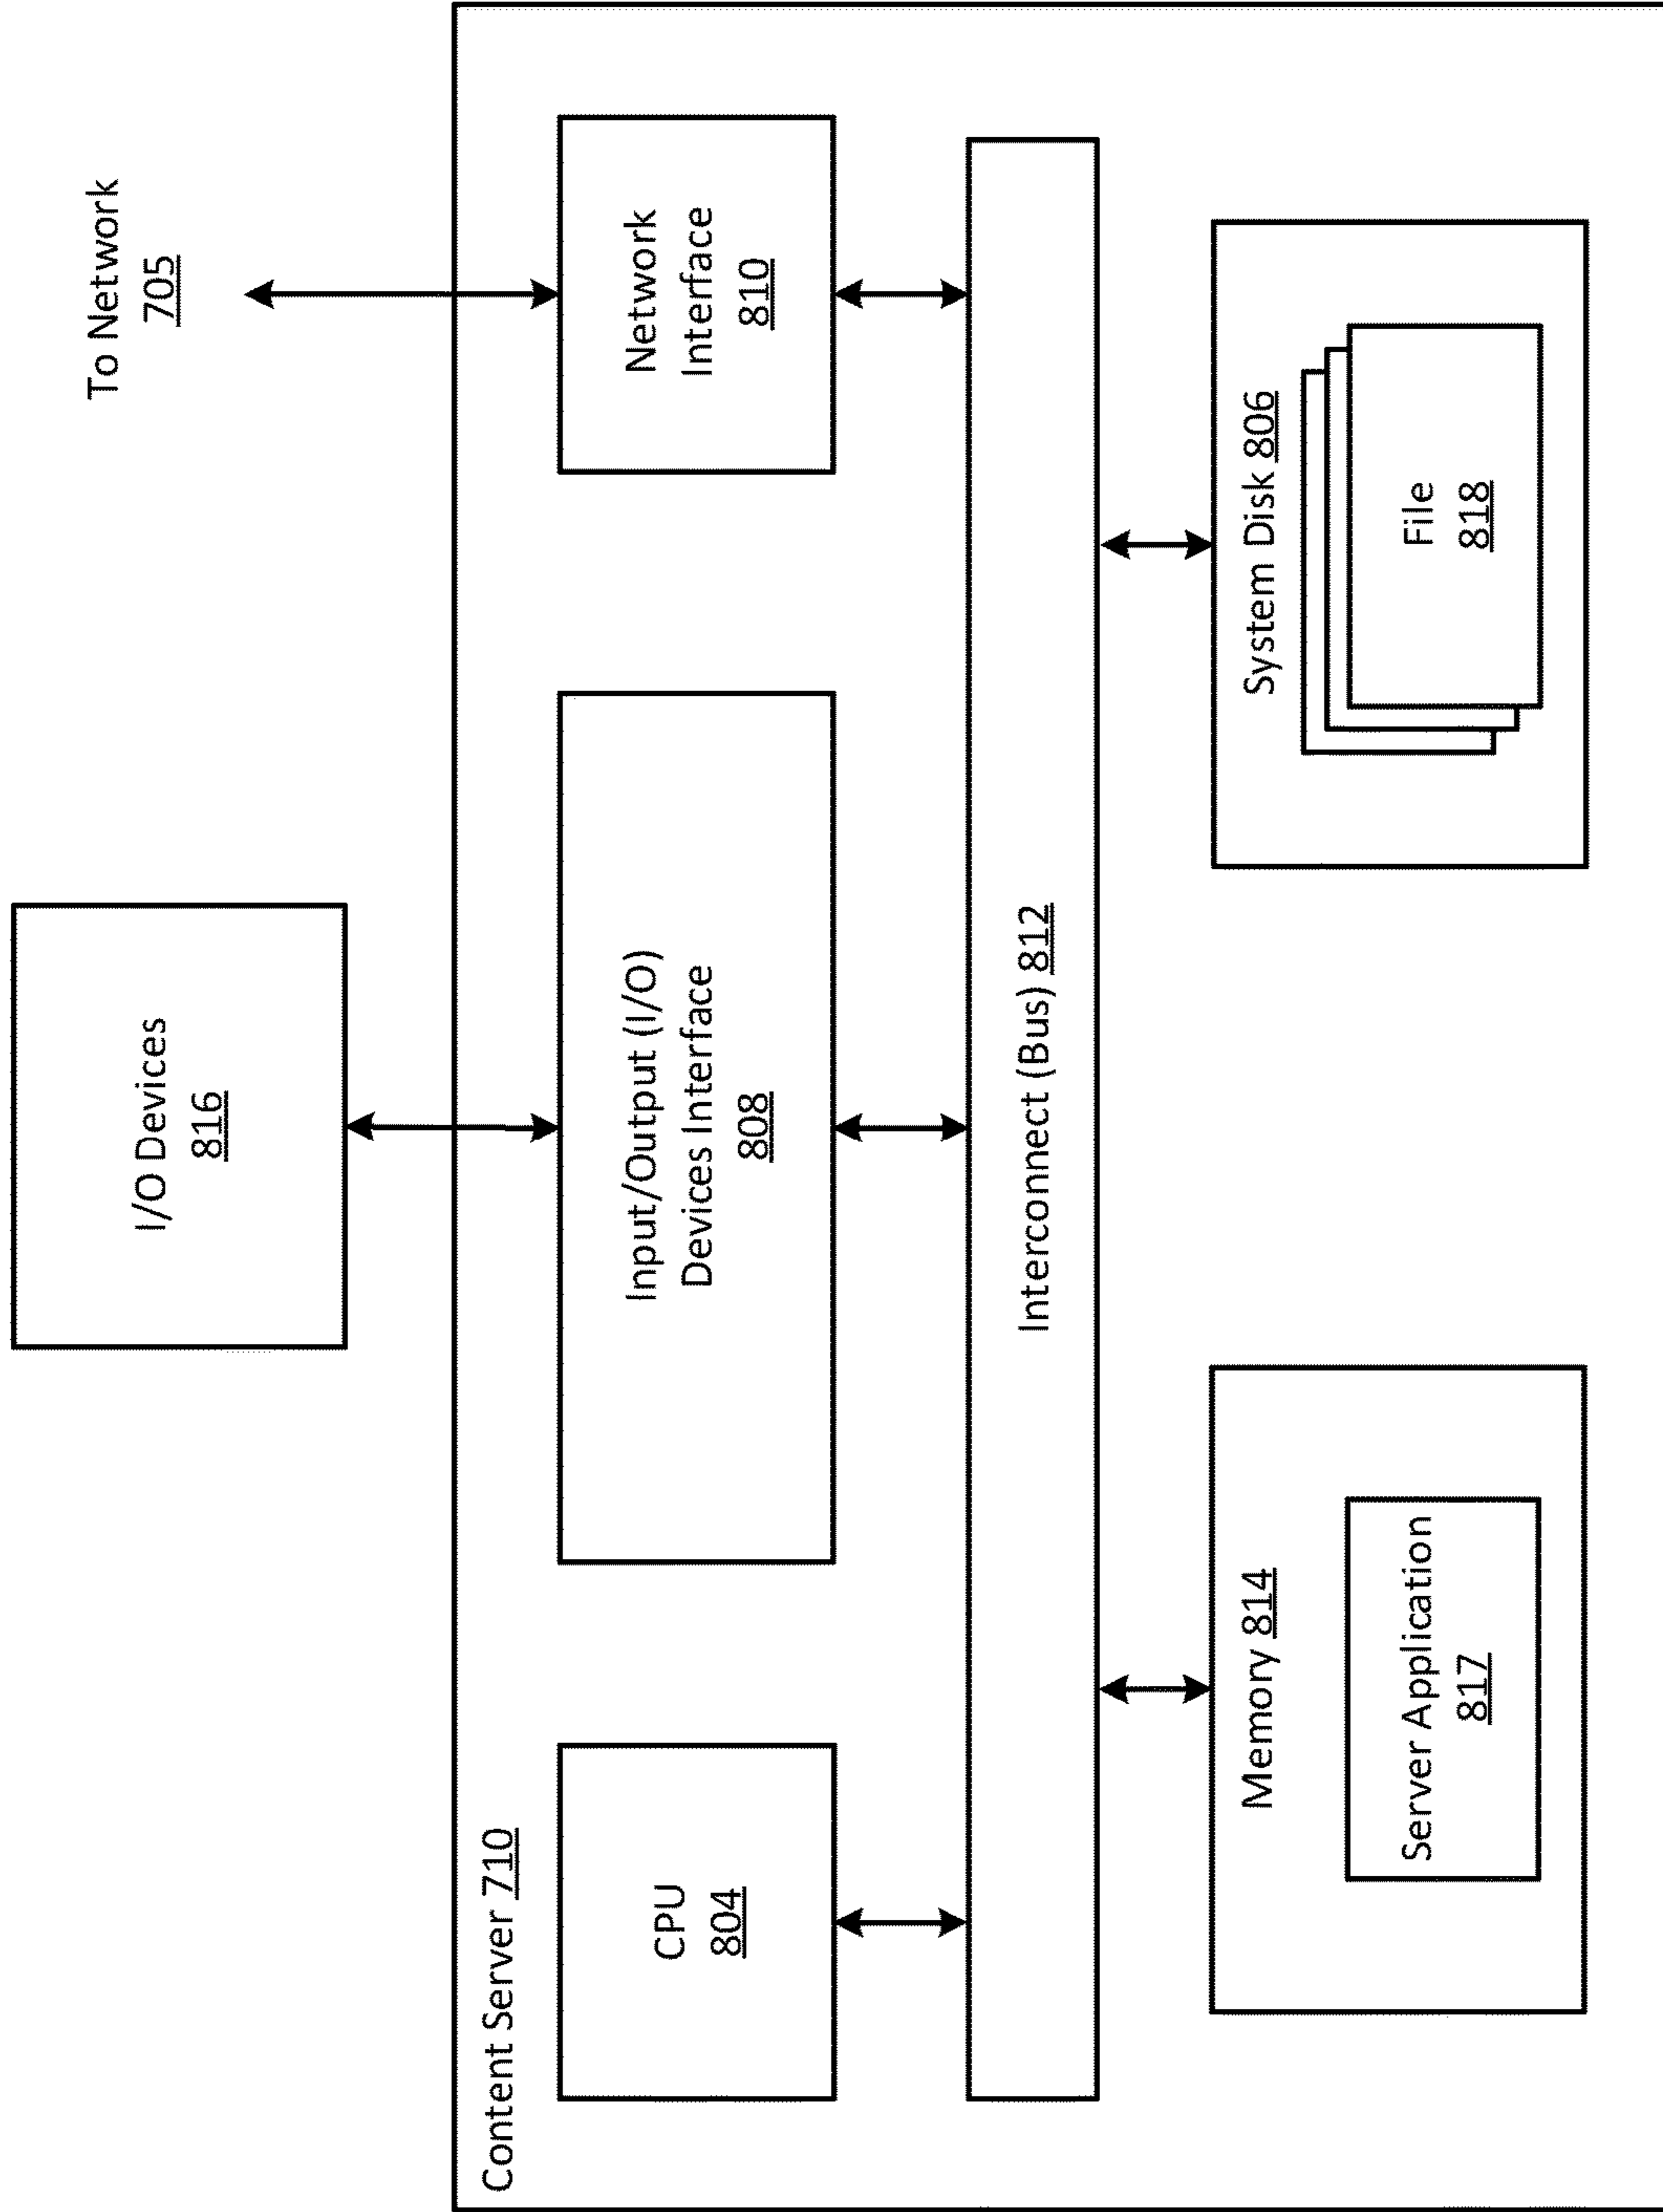 I/O Devices
816
To Network
705
Content Server 710
CPU
804
Input/Output (I/O)
Devices Interface
808
Network
Interface
810
Interconnect (Bus) 812
Memory 814
Server Application
817
System Disk 806
File
818